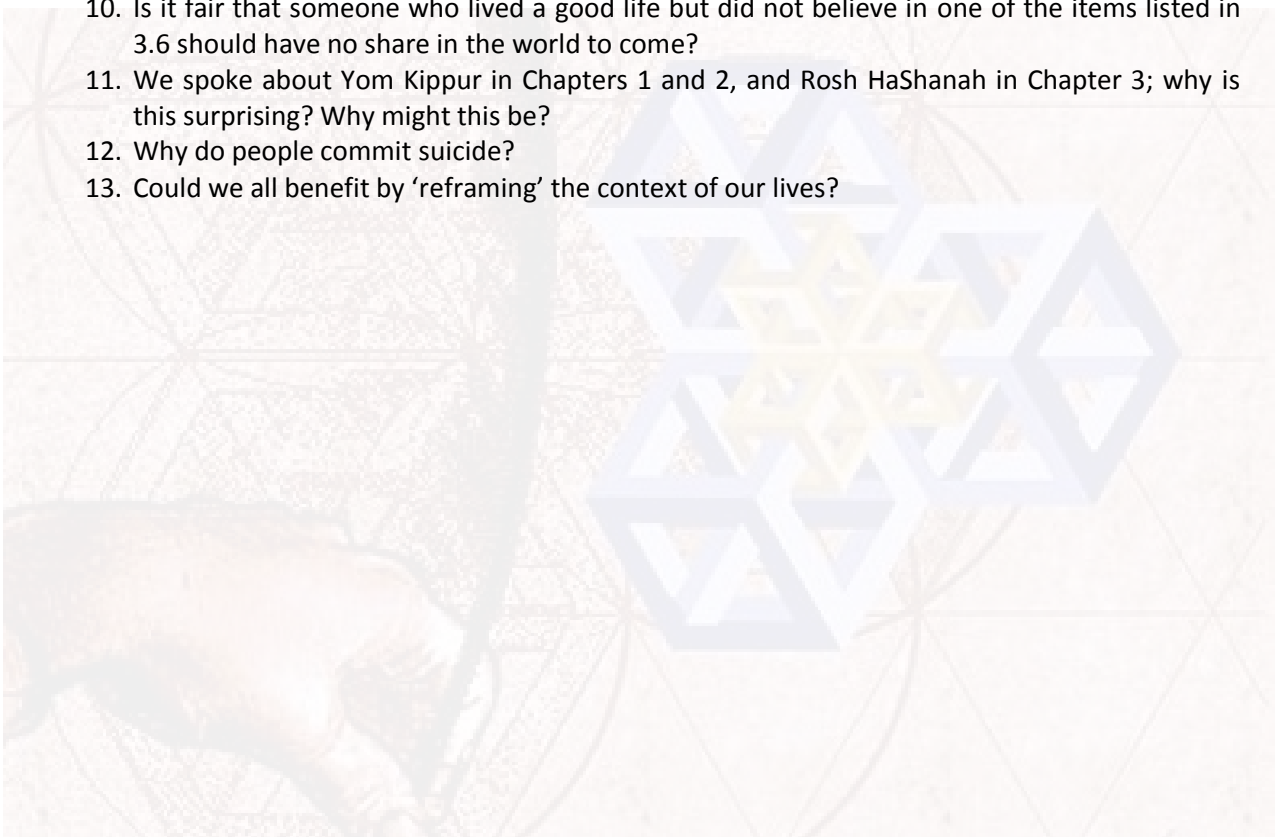 10. Is it fair that someone who lived a good life but did not believe in one of the items listed in
3.6 should have no share in the world to come?
11. We spoke about Yom Kippur in Chapters 1 and 2, and Rosh HaShanah in Chapter 3; why is
this surprising? Why might this be?
12. Why do people commit suicide?
13. Could we all benefit by ‘reframing’ the context of our lives?